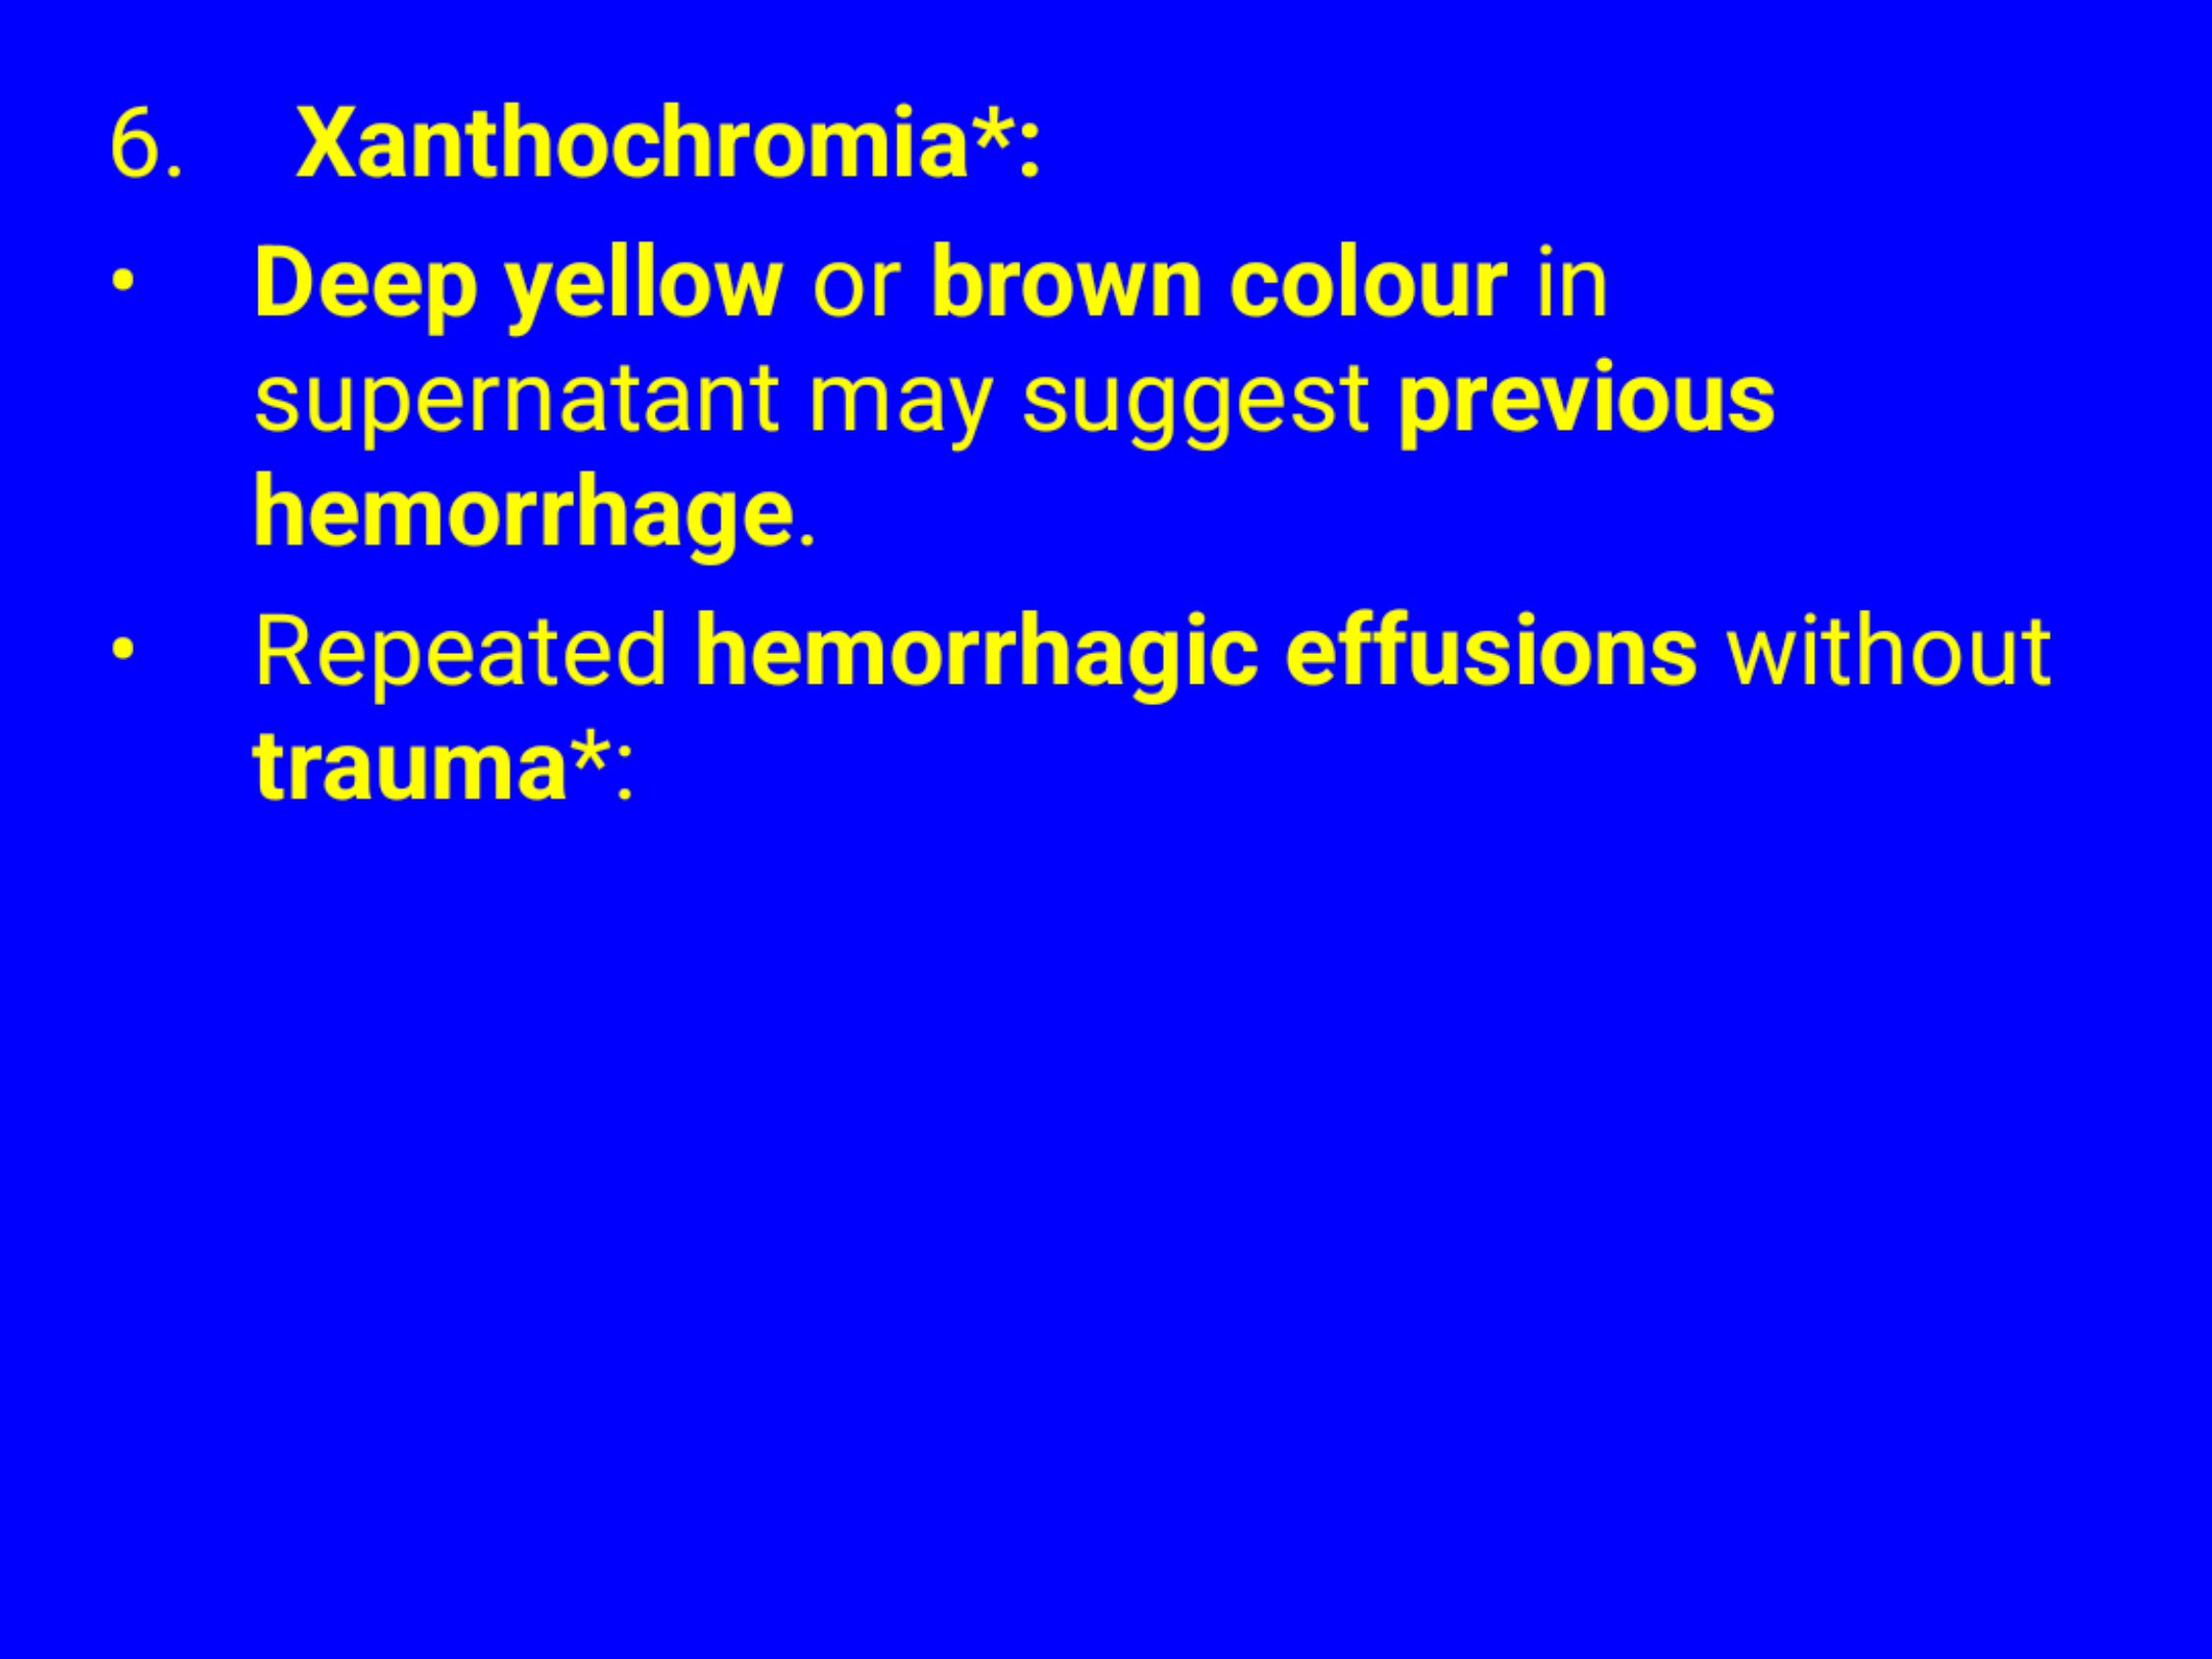 6. Xanthochromia*:
• Deep yellow or brown colour in
supernatant may suggest previous
hemorrhage.
• Repeated hemorrhagic effusions without
trauma*: